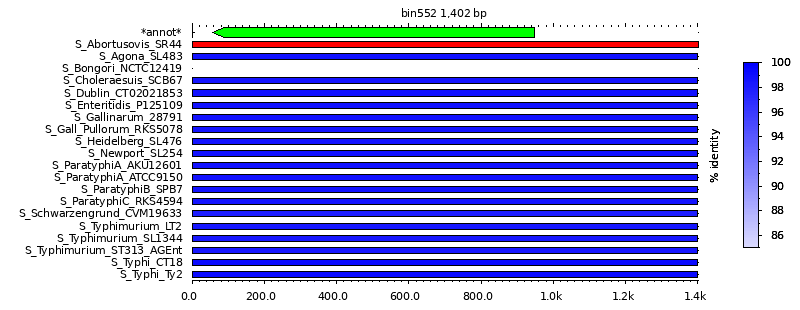 bin552 1,402 bp
*annot*
S_Abortusovis_SR44
S_Agona_SL483
S_Bongori_NCTC12419
S_Choleraesuis_SCB67
S_Dublin_CT02021853
S_Enteritidis_P125109
S_Gallinarum_28791
S_Gall_Pullorum_RKS5078
S_Heidelberg_SL476
S_Newport_SL254
S_ParatyphiA_AKU12601
S_ParatyphiA_ATCC9150
S_ParatyphiB_SPB7
S_ParatyphiC_RKS4594
S_Schwarzengrund_CVM19633
S_Typhimurium_LT2
S_Typhimurium_SL1344
S_Typhimurium_ST313_AGEnt
S_Typhi_CT18
S_Typhi_Ty2
0.0 200.0 400.0 600.0 800.0 1.0k 1.2k 1.4k
% identity
100
98
96
94
92
90
88
86